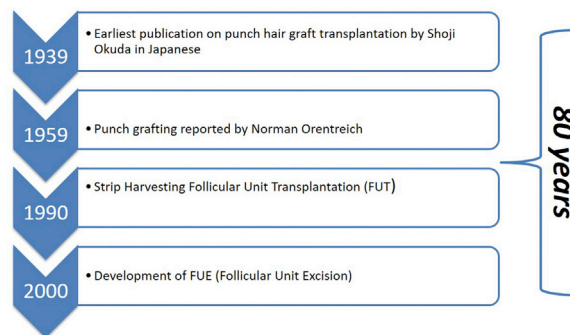 1939
• Earliest publication on punch hair graft transplantation by Shoji
Okuda in Japanese
1959
• Punch grafting reported by Norman Orentreich
1990
• Strip Harvesting Follicular Unit Transplantation (FUT)
2000
• Development of FUE (Follicular Unit Excision)
80 years